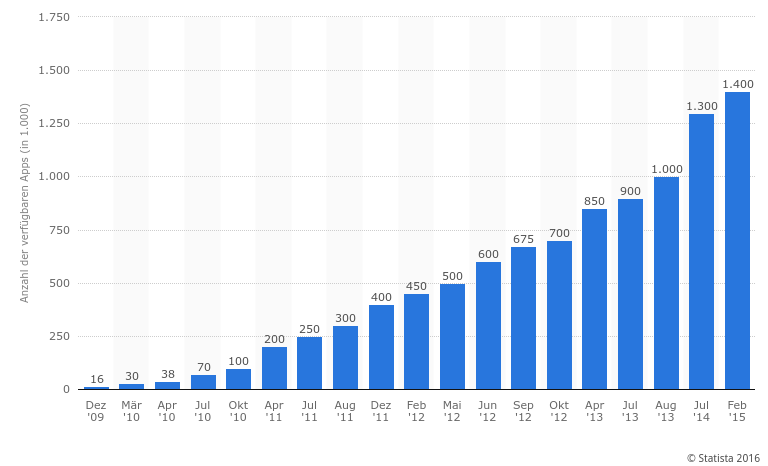 1.750
1.500
1.250
1.000
750
500
250
0
Anzahl der verfügbaren Apps (in 1.000)
16
30
38
70
100
200
250
300
400
450
500
600
675
700
850
900
1.000
1.300
1.400
Dez '09
Mär '10
Apr '10
Jul '10
Okt '10
Apr '11
Jul '11
Aug '11
Dez '11
Feb '12
Mai '12
Jun '12
Sep '12
Okt '12
Apr '13
Jul '13
Aug '13
Jul '14
Feb '15
© Statista 2016